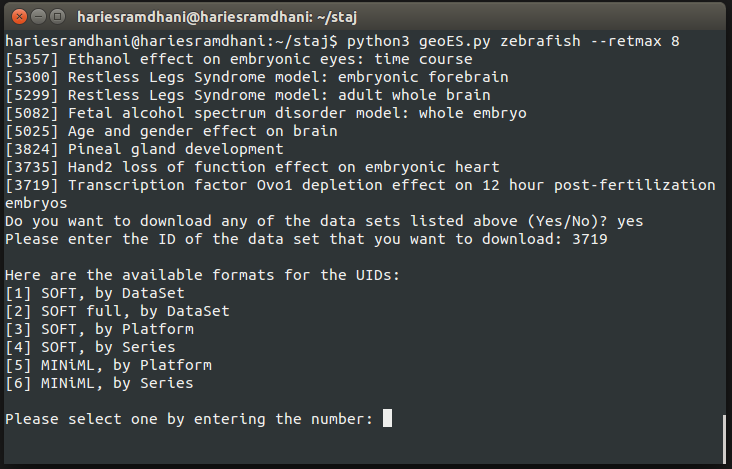 hariesramdhani@hariesramdhani: ~/staj
hariesramdhani@hariesramdhani:~/staj$ python3 geoES.py zebrafish --retmax 8
[5357] Ethanol effect on embryonic eyes: time course
[5300] Restless Legs Syndrome model: embryonic forebrain
[5299] Restless Legs Syndrome model: adult whole brain
[5082] Fetal alcohol spectrum disorder model: whole embryo
[5025] Age and gender effect on brain
[3824] Pineal gland development
[3735] Hand2 loss of function effect on embryonic heart
[3719] Transcription factor Ovo1 depletion effect on 12 hour post-fertilization
embryos
Do you want to download any of the data sets listed above (Yes/No)? yes
Please enter the ID of the data set that you want to download: 3719
Here are the available formats for the UIDs:
[1] SOFT, by DataSet
[2] SOFT full, by DataSet
[3] SOFT, by Platform
[4] SOFT, by Series
[5] MINiML, by Platform
[6] MINiML, by Series
Please select one by entering the number: